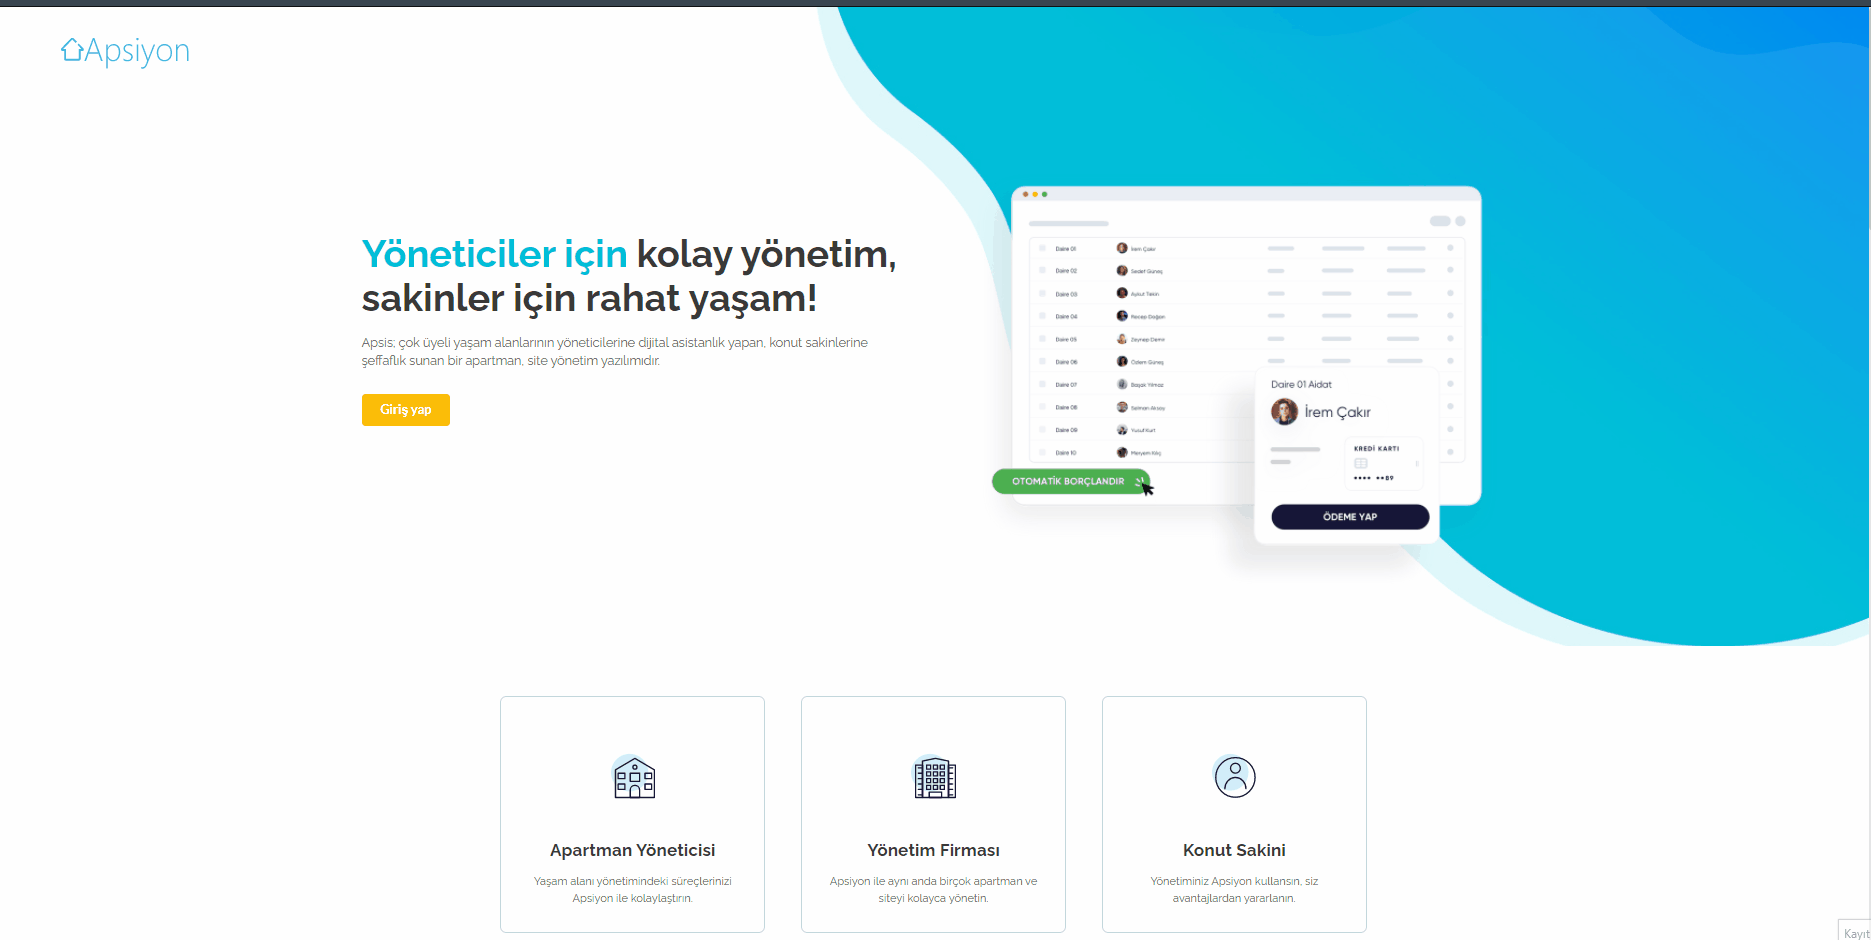 Apsiyon
Yöneticiler için kolay yönetim,
sakinler için rahat yaşam!
Apsis; çok üyeli yaşam alanlarının yöneticilerine dijital asistanlık yapan, konut sakinlerine
şeffaflık sunan bir apartman, site yönetim yazılımıdır.
Giriş yap
Daire 01 İrem Çakır
Daire 02 Sedef Güneş
Daire 03 Aykut Tekin
Daire 04 Recep Doğan
Daire 05 Zeynep Demir
Daire 06 Özlem Güneş
Daire 07 Başak Yılmaz
Daire 08 Selman Aksoy
Daire 09 Yusuf Kurt
Daire 10 Meryem Kılıç
OTOMATİK BORÇLANDIR
Daire 01 Aidat
İrem Çakır
KREDİ KARTI
•••• ••89
ÖDEME YAP
Apartman Yöneticisi
Yaşam alanı yönetimindeki süreçlerinizi
Apsiyon ile kolaylaştırın.
Yönetim Firması
Apsiyon ile aynı anda birçok apartman ve
siteyi kolayca yönetin.
Konut Sakini
Yönetiminiz Apsiyon kullansın, siz
avantajlardan yararlanın.
Kayıt